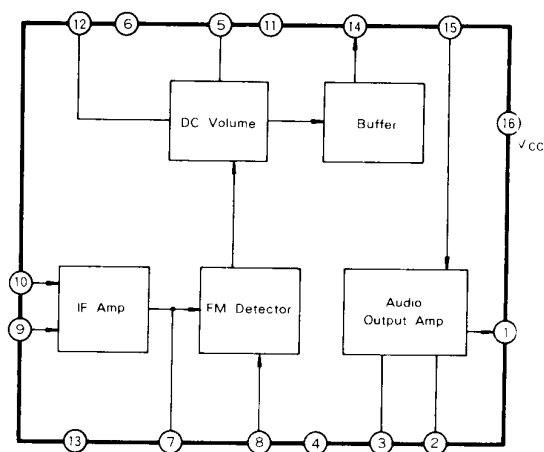 12 6 5 11 14 15
DC Volume
Buffer
16
Vcc
10
IF Amp
FM Detector
Audio
Output Amp
9
1
13 7 8 4 3 2